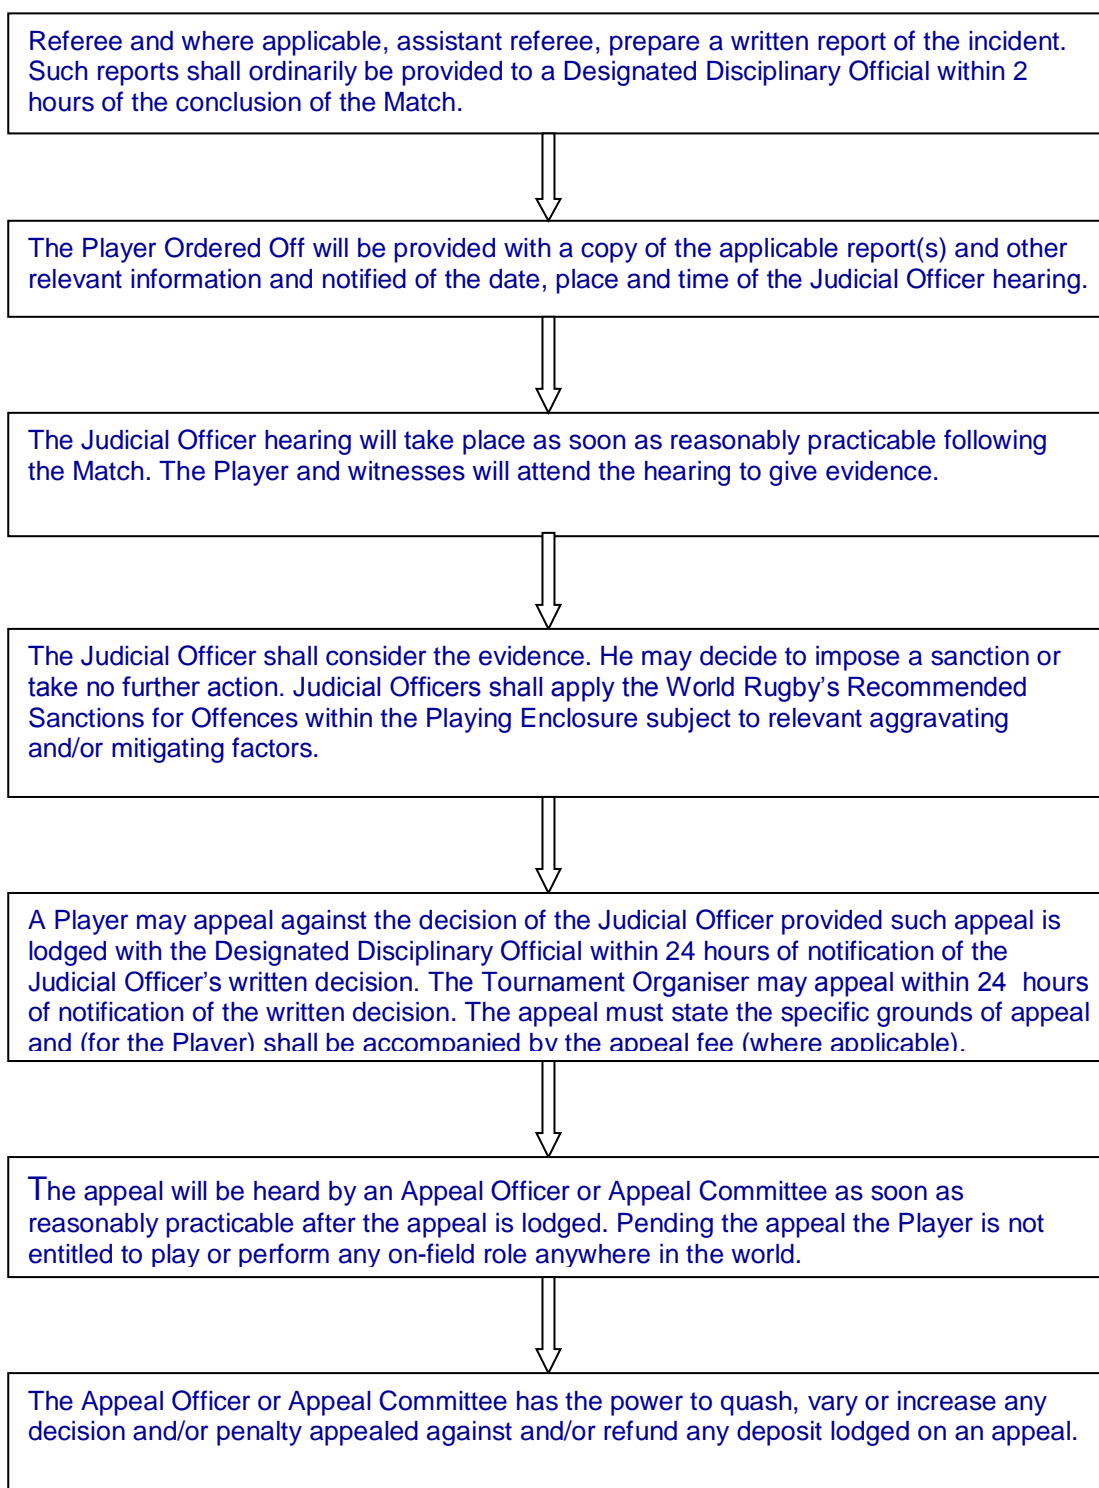 Referee and where applicable, assistant referee, prepare a written report of the incident.
Such reports shall ordinarily be provided to a Designated Disciplinary Official within 2
hours of the conclusion of the Match.
The Player Ordered Off will be provided with a copy of the applicable report(s) and other
relevant information and notified of the date, place and time of the Judicial Officer hearing.
The Judicial Officer hearing will take place as soon as reasonably practicable following
the Match. The Player and witnesses will attend the hearing to give evidence.
The Judicial Officer shall consider the evidence. He may decide to impose a sanction or
take no further action. Judicial Officers shall apply the World Rugby’s Recommended
Sanctions for Offences within the Playing Enclosure subject to relevant aggravating
and/or mitigating factors.
A Player may appeal against the decision of the Judicial Officer provided such appeal is
lodged with the Designated Disciplinary Official within 24 hours of notification of the
Judicial Officer’s written decision. The Tournament Organiser may appeal within 24 hours
of notification of the written decision. The appeal must state the specific grounds of appeal
and (for the Player) shall be accompanied by the appeal fee (where applicable).
The appeal will be heard by an Appeal Officer or Appeal Committee as soon as
reasonably practicable after the appeal is lodged. Pending the appeal the Player is not
entitled to play or perform any on-field role anywhere in the world.
The Appeal Officer or Appeal Committee has the power to quash, vary or increase any
decision and/or penalty appealed against and/or refund any deposit lodged on an appeal.